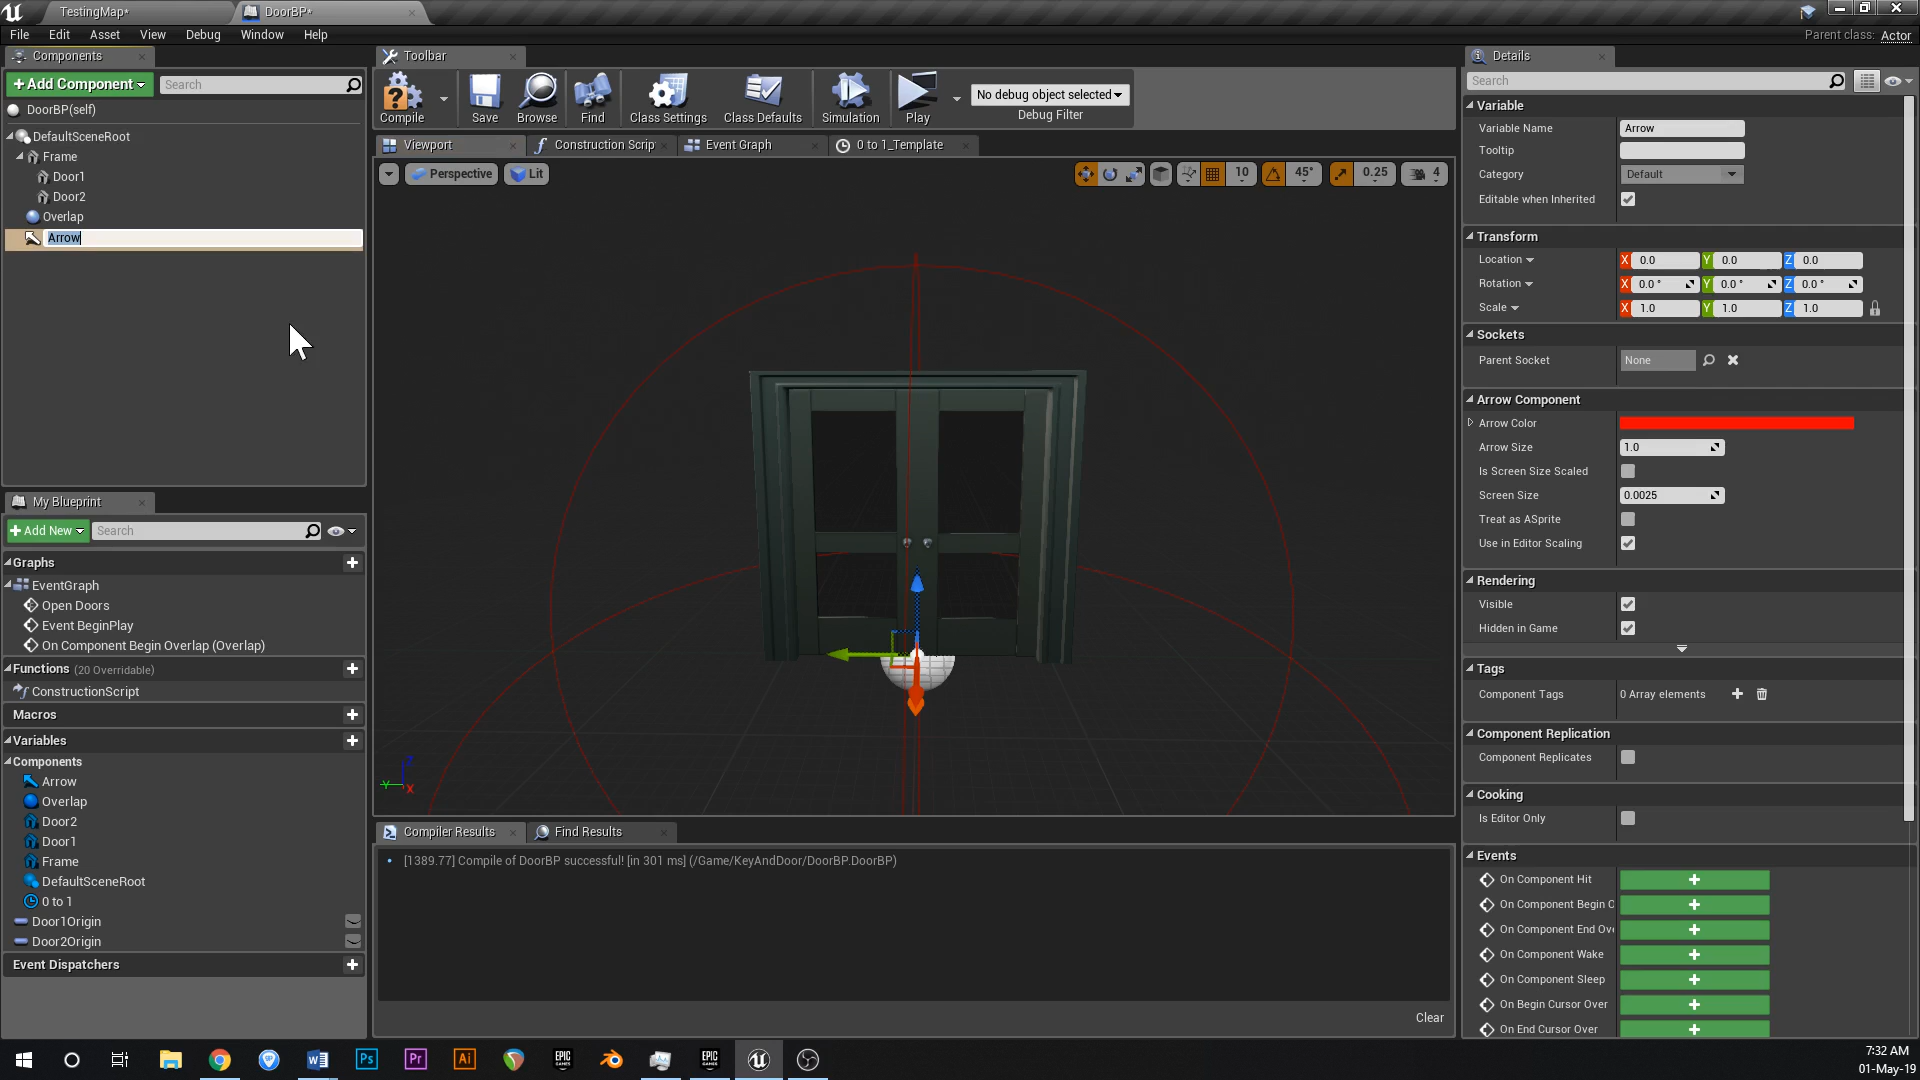 TestingMap*
DoorBP*
File Edit Asset View Debug Window Help
Parent class: Actor
Components
Toolbar
Details
+Add Component
Search
DoorBP(self)
DefaultSceneRoot
Frame
Door1
Door2
Overlap
Arrow
Compile Save Browse Find Class Settings Class Defaults Simulation Play
No debug object selected
Debug Filter
Viewport
Construction Scrip
Event Graph
0 to 1_Template
Perspective
Lit
10
45°
0.25
4
My Blueprint
+Add New
Search
Graphs
EventGraph
Open Doors
Event BeginPlay
On Component Begin Overlap (Overlap)
Functions (20 Overridable)
ConstructionScript
Macros
Variables
Components
Arrow
Overlap
Door2
Door1
Frame
DefaultSceneRoot
0 to 1
Door1Origin
Door2Origin
Event Dispatchers
Compiler Results
Find Results
[1389.77] Compile of DoorBP successful! [in 301 ms] (/Game/KeyAndDoor/DoorBP.DoorBP)
Clear
Search
Variable
Variable Name Arrow
Tooltip
Category Default
Editable when Inherited
Transform
Location X 0.0 Y 0.0 Z 0.0
Rotation X 0.0 ° Y 0.0 ° Z 0.0 °
Scale X 1.0 Y 1.0 Z 1.0
Sockets
Parent Socket None
Arrow Component
Arrow Color
Arrow Size 1.0
Is Screen Size Scaled
Screen Size 0.0025
Treat as ASprite
Use in Editor Scaling
Rendering
Visible
Hidden in Game
Tags
Component Tags 0 Array elements
Component Replication
Component Replicates
Cooking
Is Editor Only
Events
On Component Hit
On Component Begin O
On Component End Ove
On Component Wake
On Component Sleep
On Begin Cursor Over
On End Cursor Over
7:32 AM
01-May-19